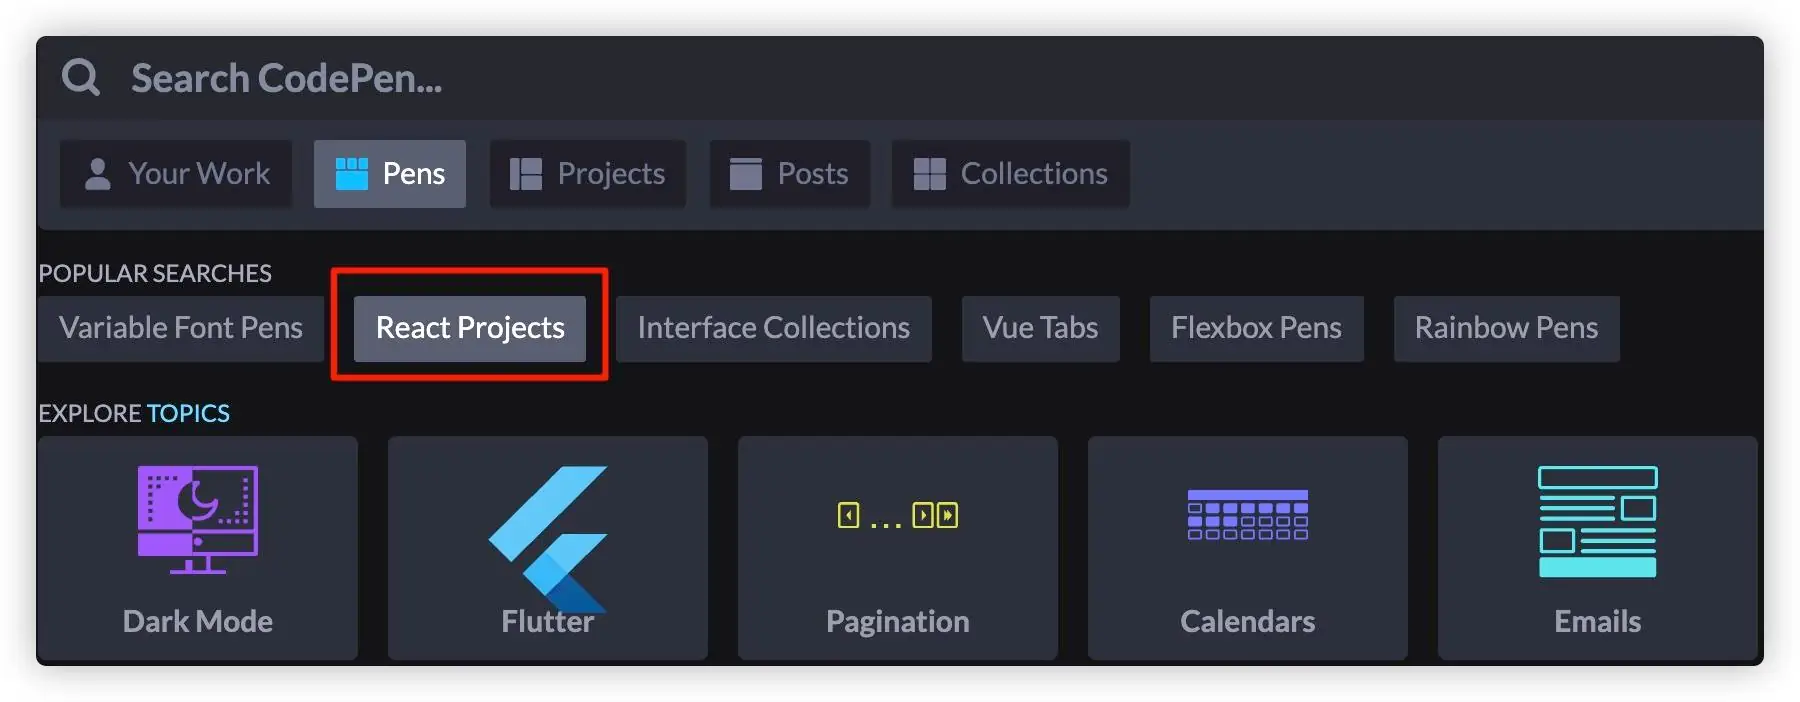 Search CodePen...
Your Work Pens Projects Posts Collections
POPULAR SEARCHES
Variable Font Pens React Projects Interface Collections Vue Tabs Flexbox Pens Rainbow Pens
EXPLORE TOPICS
Dark Mode Flutter Pagination Calendars Emails